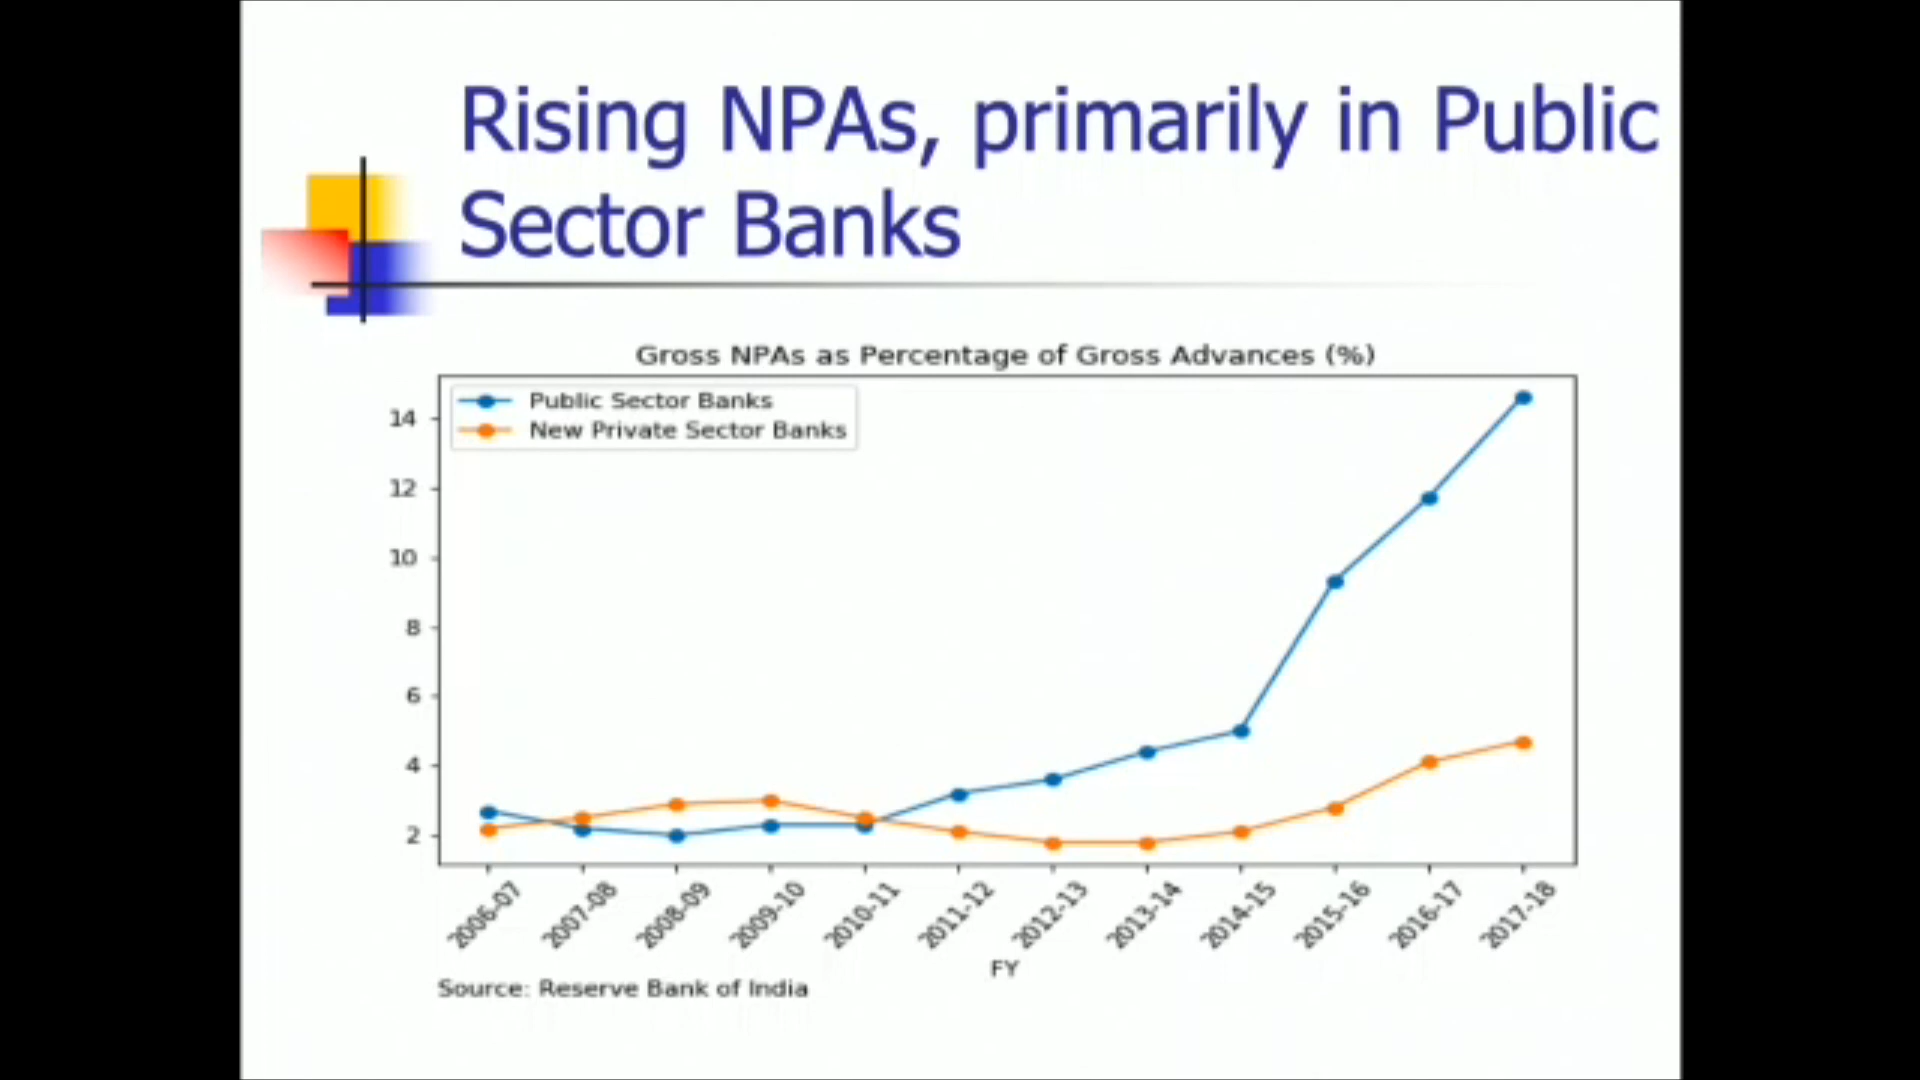 Rising NPAs, primarily in Public
Sector Banks
Gross NPAs as Percentage of Gross Advances (%)
Public Sector Banks
New Private Sector Banks
14
12
10
8
6
4
2
2006-07
2007-08
2008-09
2009-10
2010-11
2011-12
2012-13
2013-14
2014-15
2015-16
2016-17
2017-18
FY
Source: Reserve Bank of India